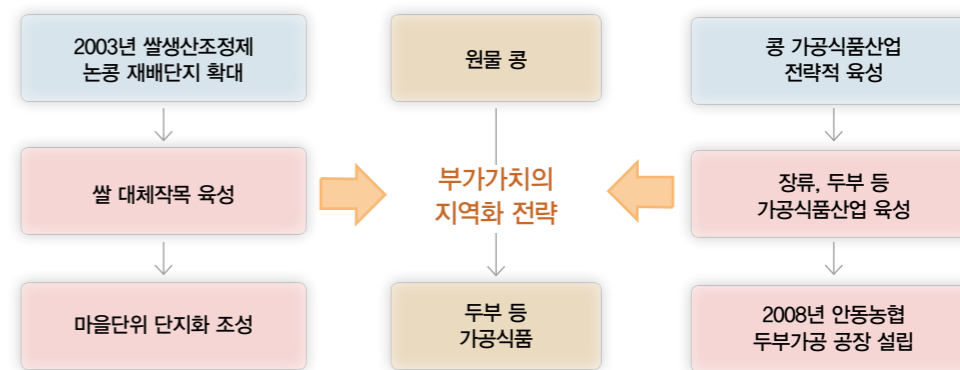 2003년 쌀생산조정제
논콩 재배단지 확대
쌀 대체작목 육성
마을단위 단지화 조성
원물 콩
부가가치의
지역화 전략
두부 등
가공식품
콩 가공식품산업
전략적 육성
장류, 두부 등
가공식품산업 육성
2008년 안동농협
두부가공 공장 설립